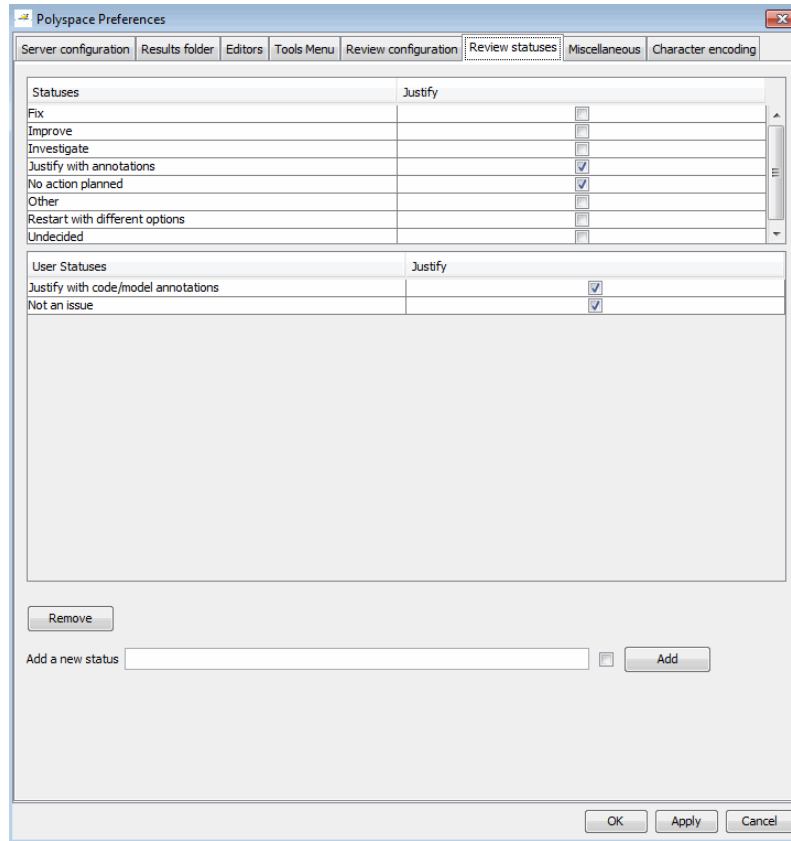 Polyspace Preferences
Server configuration Results folder Editors Tools Menu Review configuration Review statuses Miscellaneous Character encoding
Statuses Justify
Fix
Improve
Investigate
Justify with annotations
No action planned
Other
Restart with different options
Undecided
User Statuses Justify
Justify with code/model annotations
Not an issue
Remove
Add a new status Add
OK Apply Cancel